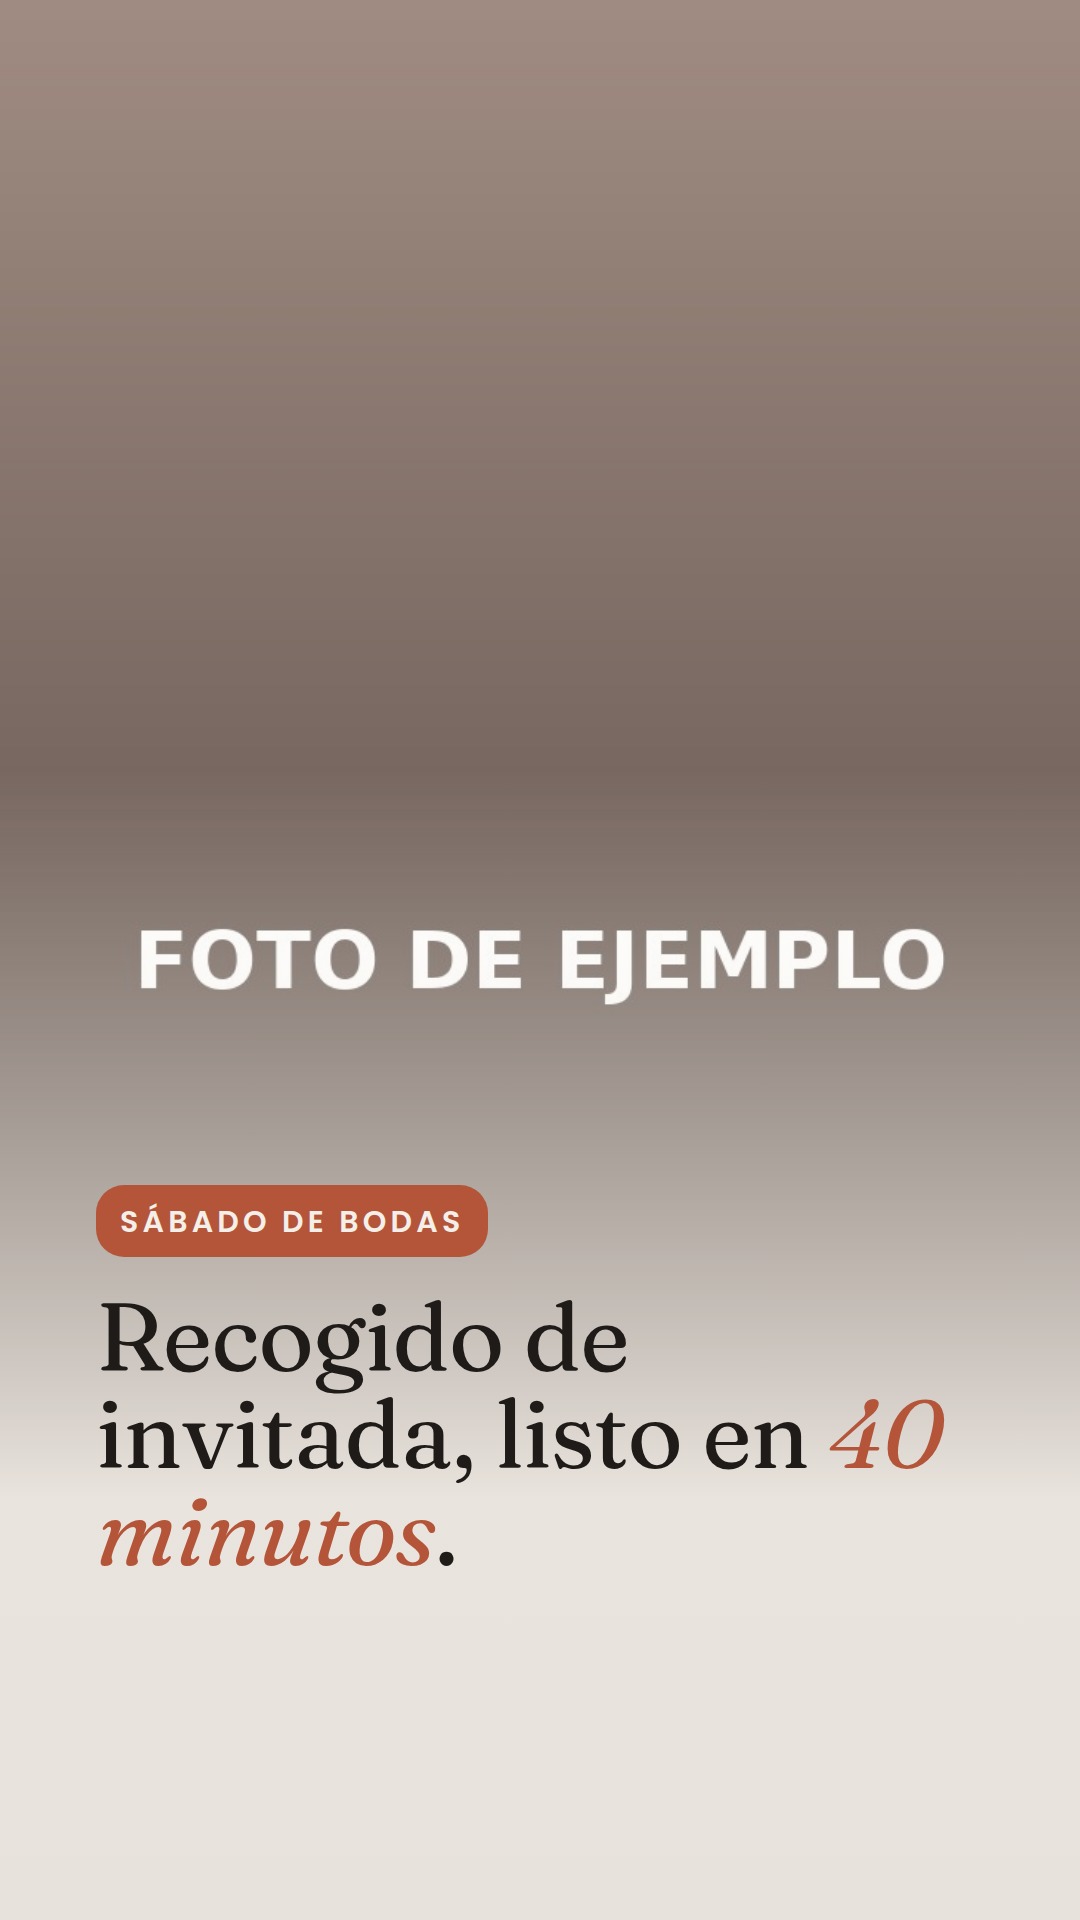 FOTO DE EJEMPLO
SÁBADO DE BODAS
Recogido de
invitada, listo en 40
minutos.